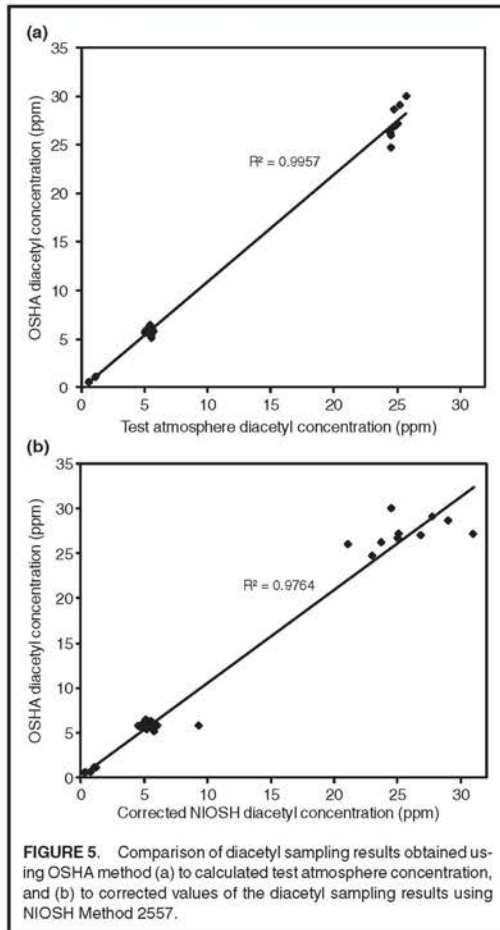 (a)
OSHA diacetyl concentration (ppm)
35
30
25
20
15
10
5
0
R² = 0.9957
0 5 10 15 20 25 30
Test atmosphere diacetyl concentration (ppm)
(b)
OSHA diacetyl concentration (ppm)
35
30
25
20
15
10
5
0
R² = 0.9764
0 5 10 15 20 25 30
Corrected NIOSH diacetyl concentration (ppm)
FIGURE 5. Comparison of diacetyl sampling results obtained us-
ing OSHA method (a) to calculated test atmosphere concentration,
and (b) to corrected values of the diacetyl sampling results using
NIOSH Method 2557.